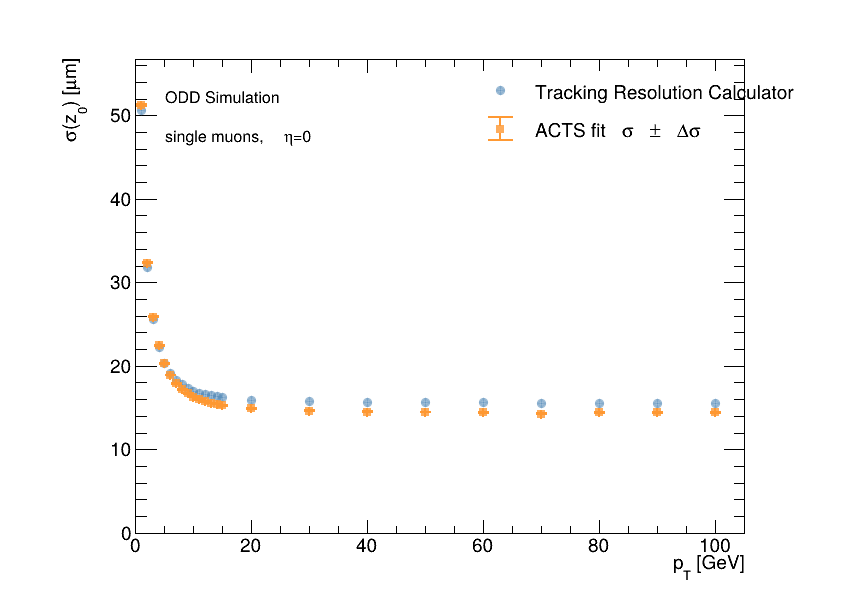 σ(z0) [μm]
ODD Simulation
single muons, η=0
Tracking Resolution Calculator
ACTS fit σ ± Δσ
50
40
30
20
10
0
0 20 40 60 80 100
pT [GeV]